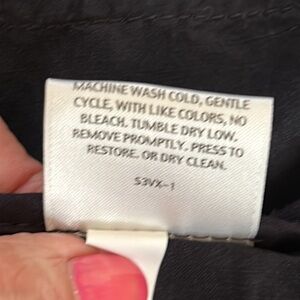 MACHINE WASH COLD, GENTLE
CYCLE, WITH LIKE COLORS, NO
BLEACH. TUMBLE DRY LOW.
REMOVE PROMPTLY. PRESS TO
RESTORE. OR DRY CLEAN.
S3VX-1